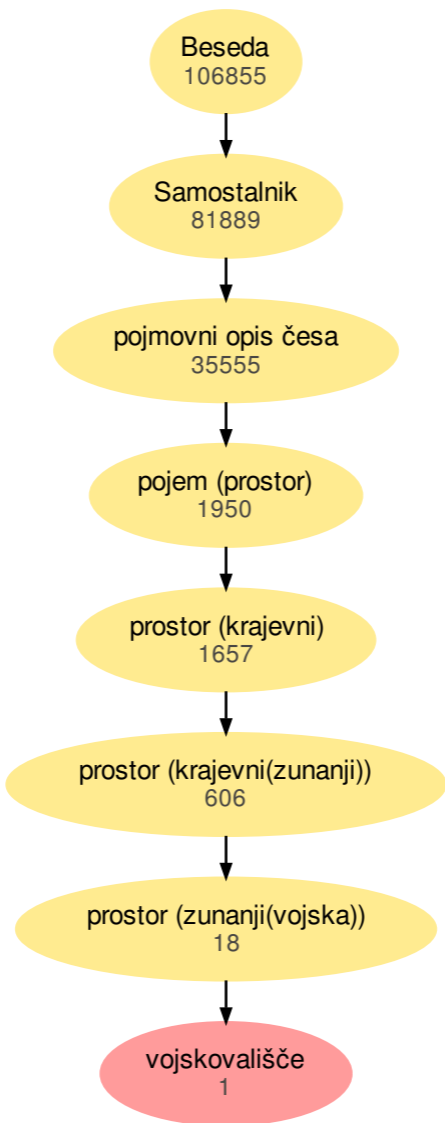 Beseda
106855
Samostalnik
81889
pojmovni opis česa
35555
pojem (prostor)
1950
prostor (krajevni)
1657
prostor (krajevni(zunanji))
606
prostor (zunanji(vojska))
18
vojskovališče
1